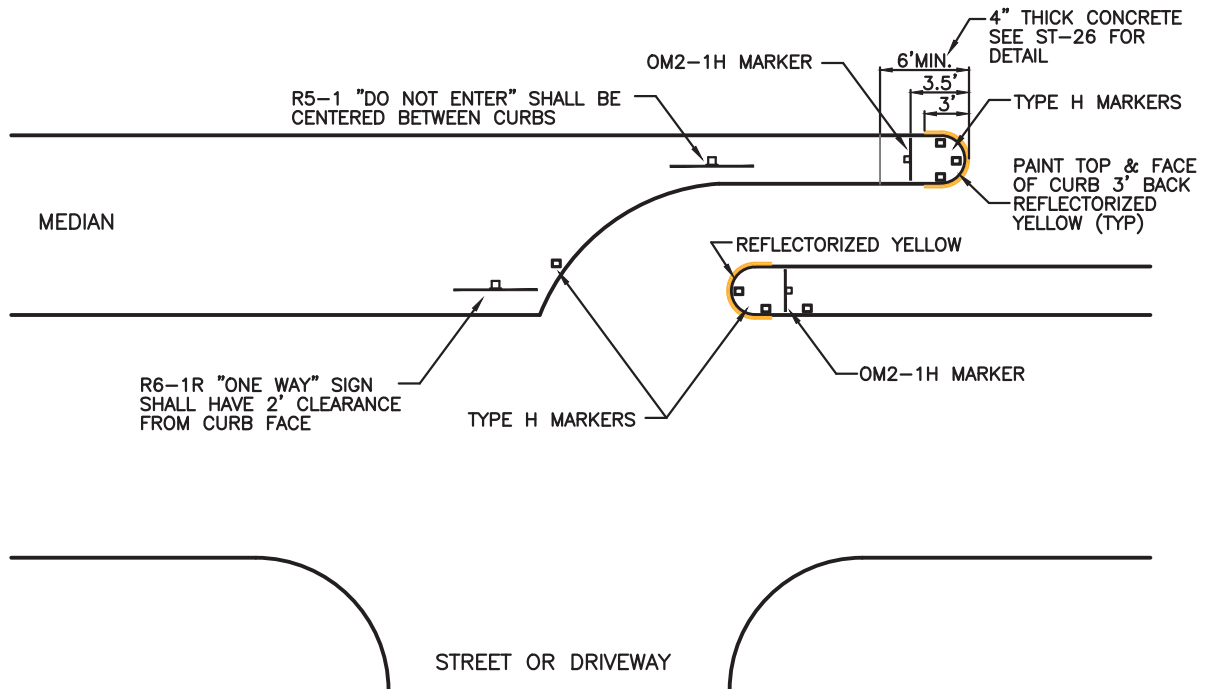 4" THICK CONCRETE
SEE ST-26 FOR
DETAIL
OM2-1H MARKER
6'MIN.
3.5'
3'
R5-1 "DO NOT ENTER" SHALL BE
CENTERED BETWEEN CURBS
TYPE H MARKERS
PAINT TOP & FACE
OF CURB 3' BACK
REFLECTORIZED
YELLOW (TYP)
MEDIAN
REFLECTORIZED YELLOW
R6-1R "ONE WAY" SIGN
SHALL HAVE 2' CLEARANCE
FROM CURB FACE
TYPE H MARKERS
OM2-1H MARKER
STREET OR DRIVEWAY